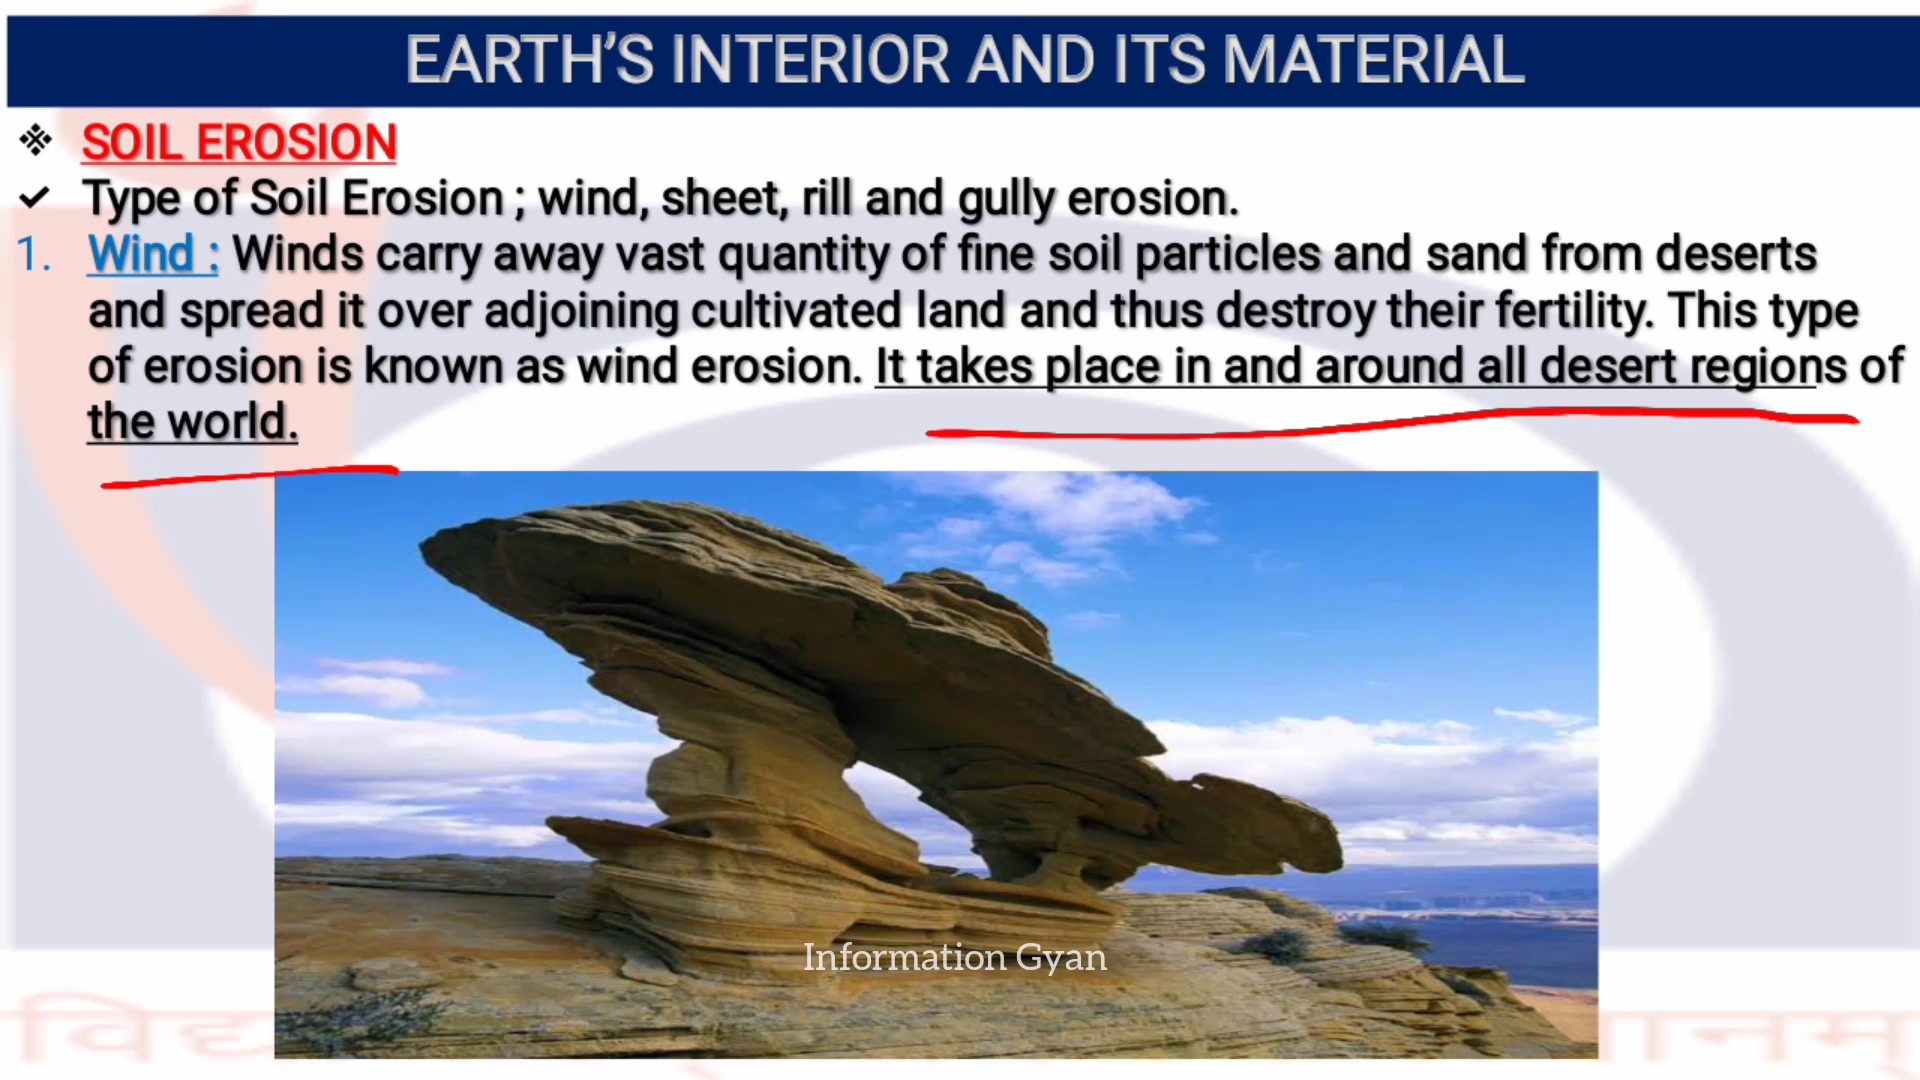 EARTH’S INTERIOR AND ITS MATERIAL
❖ SOIL EROSION
✓ Type of Soil Erosion ; wind, sheet, rill and gully erosion.
1. Wind : Winds carry away vast quantity of fine soil particles and sand from deserts
and spread it over adjoining cultivated land and thus destroy their fertility. This type
of erosion is known as wind erosion. It takes place in and around all desert regions of
the world.
Information Gyan